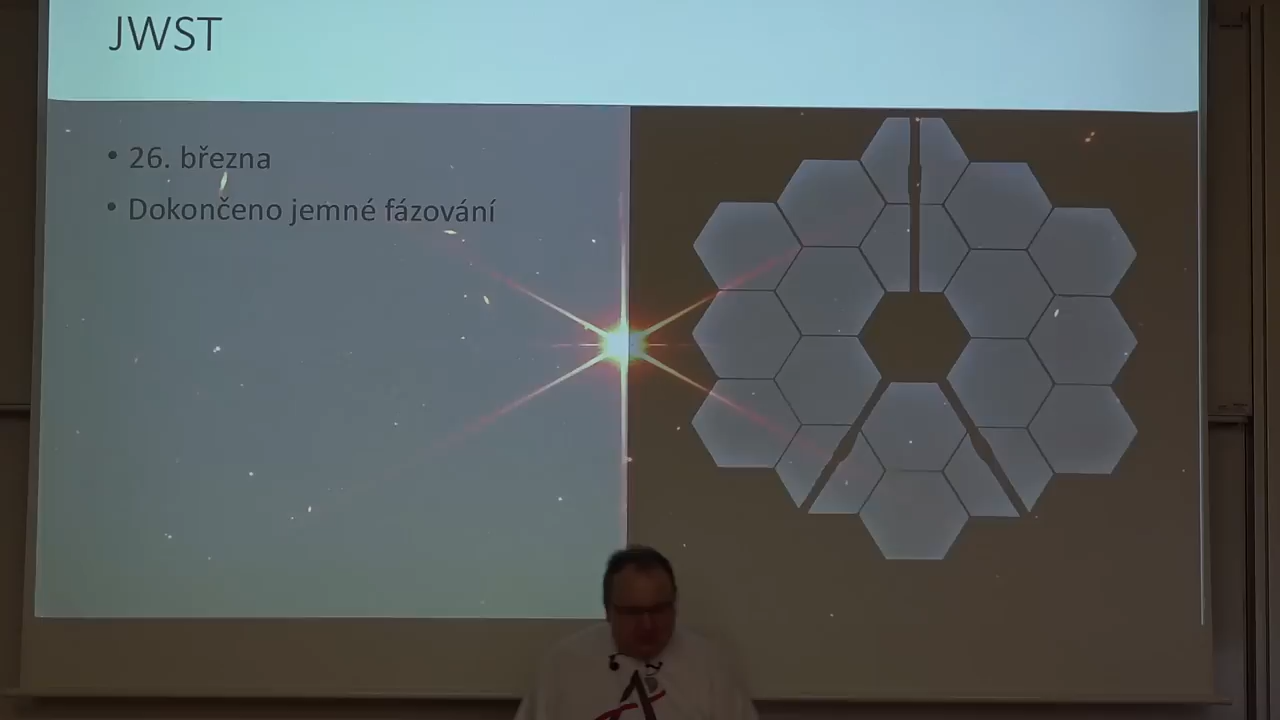 JWST
• 26. března
• Dokončeno jemné fázování